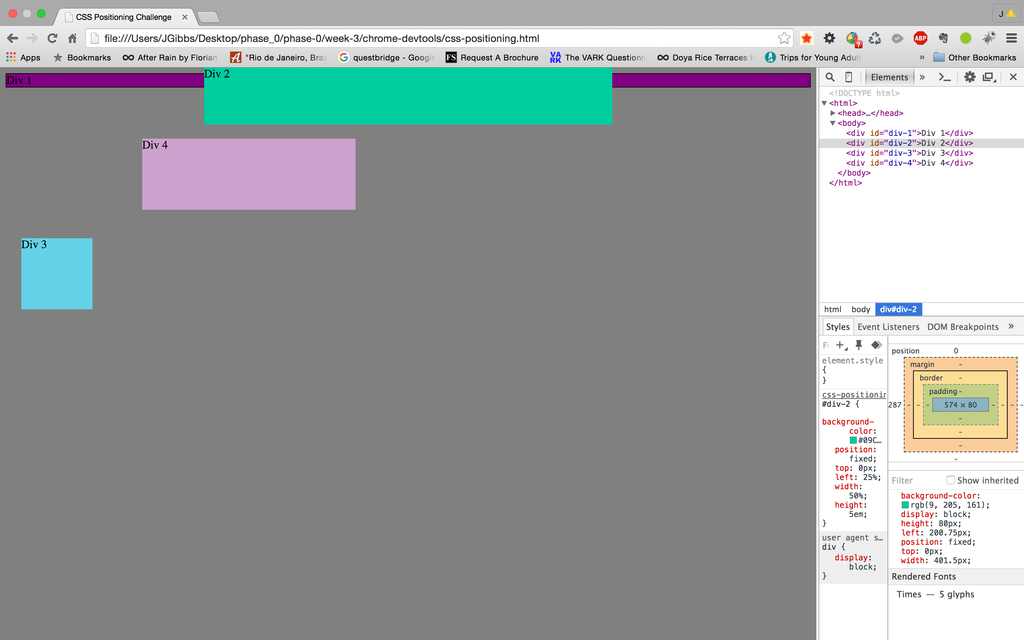 CSS Positioning Challenge
J
file:///Users/JGibbs/Desktop/phase_0/phase-0/week-3/chrome-devtools/css-positioning.html
Apps Bookmarks After Rain by Florian "Rio de Janeiro, Bra questbridge - Googl FS Request A Brochure VA RK The VARK Questionn Doya Rice Terraces b Trips for Young Adult » Other Bookmarks
7
ABP
Div 1
Div 2
Div 4
Div 3
Elements »
<!DOCTYPE html>
<html>
<head>…</head>
<body>
<div id="div-1">Div 1</div>
<div id="div-2">Div 2</div>
<div id="div-3">Div 3</div>
<div id="div-4">Div 4</div>
</body>
</html>
html body div#div-2
Styles Event Listeners DOM Breakpoints »
Fi
element.style
{
}
css-positionin
#div-2 {
background-
color:
#09C…
position:
fixed;
top: 0px;
left: 25%;
width:
50%;
height:
5em;
}
user agent s…
div {
display:
block;
}
position 0
margin -
border -
padding -
287 - - - 574 × 80 - - -
-
-
-
-
Filter Show inherited
background-color:
rgb(9, 205, 161);
display: block;
height: 80px;
left: 200.75px;
position: fixed;
top: 0px;
width: 401.5px;
Rendered Fonts
Times — 5 glyphs